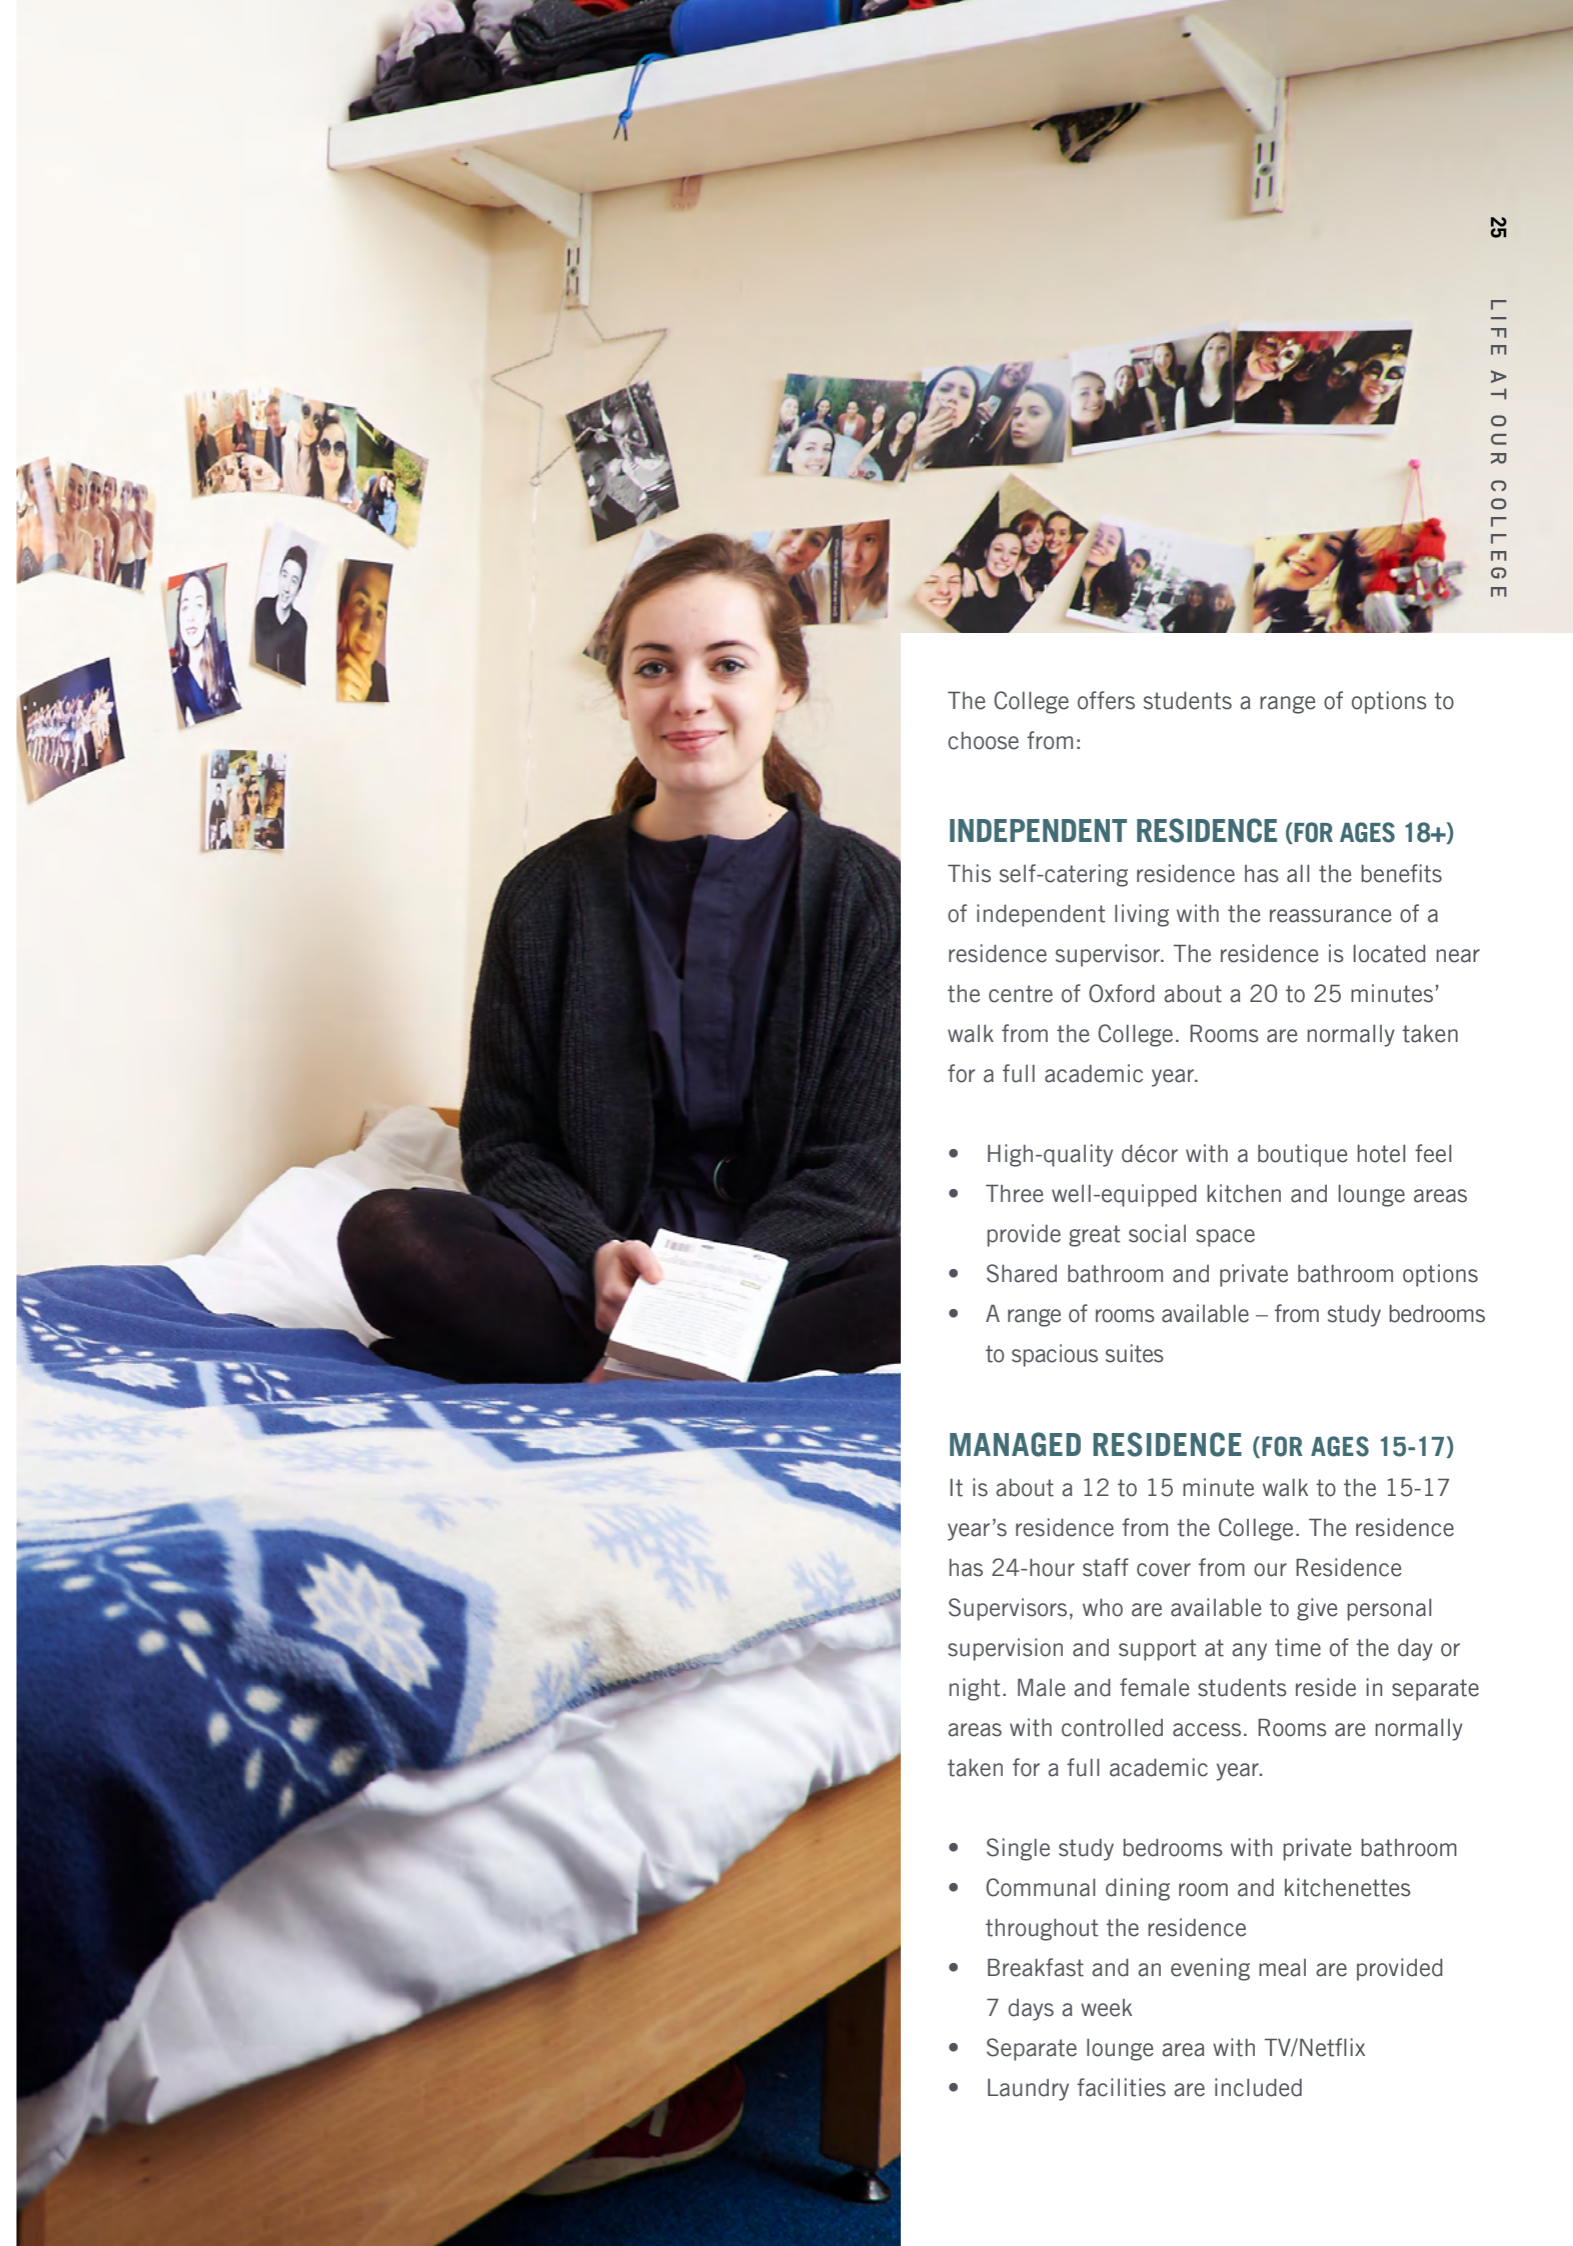 25
LIFE AT OUR COLLEGE
The College offers students a range of options to
choose from:
INDEPENDENT RESIDENCE (FOR AGES 18+)
This self-catering residence has all the benefits
of independent living with the reassurance of a
residence supervisor. The residence is located near
the centre of Oxford about a 20 to 25 minutes’
walk from the College. Rooms are normally taken
for a full academic year.
• High-quality décor with a boutique hotel feel
• Three well-equipped kitchen and lounge areas
provide great social space
• Shared bathroom and private bathroom options
• A range of rooms available – from study bedrooms
to spacious suites
MANAGED RESIDENCE (FOR AGES 15-17)
It is about a 12 to 15 minute walk to the 15-17
year’s residence from the College. The residence
has 24-hour staff cover from our Residence
Supervisors, who are available to give personal
supervision and support at any time of the day or
night. Male and female students reside in separate
areas with controlled access. Rooms are normally
taken for a full academic year.
• Single study bedrooms with private bathroom
• Communal dining room and kitchenettes
throughout the residence
• Breakfast and an evening meal are provided
7 days a week
• Separate lounge area with TV/Netflix
• Laundry facilities are included